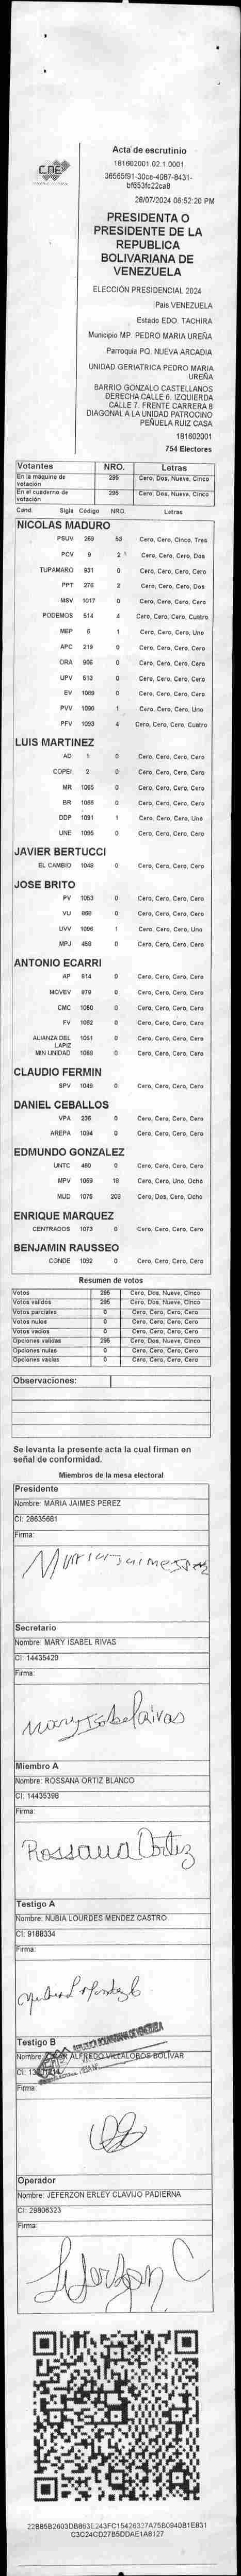 Acta de escrutinio
181602001.02.1.0001
36565f91-30ce-4087-8431-
bf653fc22ca8
28/07/2024 06:52:20 PM
PRESIDENTA O
PRESIDENTE DE LA
REPUBLICA
BOLIVARIANA DE
VENEZUELA
ELECCIÓN PRESIDENCIAL 2024
País VENEZUELA
Estado EDO. TACHIRA
Municipio MP. PEDRO MARIA UREÑA
Parroquia PQ. NUEVA ARCADIA
UNIDAD GERIATRICA PEDRO MARIA
UREÑA
BARRIO GONZALO CASTELLANOS
DERECHA CALLE 6. IZQUIERDA
CALLE 7. FRENTE CARRERA 8
DIAGONAL A LA UNIDAD PATROCINO
PEÑUELA RUIZ CASA
181602001
754 Electores
Votantes NRO. Letras
En la máquina de votación 295 Cero, Dos, Nueve, Cinco
En el cuaderno de votación 295 Cero, Dos, Nueve, Cinco
Cand. Sigla Código NRO. Letras
NICOLAS MADURO
PSUV 269 53 Cero, Cero, Cinco, Tres
PCV 9 2 Cero, Cero, Cero, Dos
TUPAMARO 931 0 Cero, Cero, Cero, Cero
PPT 276 2 Cero, Cero, Cero, Dos
MSV 1017 0 Cero, Cero, Cero, Cero
PODEMOS 514 4 Cero, Cero, Cero, Cuatro
MEP 6 1 Cero, Cero, Cero, Uno
APC 219 0 Cero, Cero, Cero, Cero
ORA 906 0 Cero, Cero, Cero, Cero
UPV 513 0 Cero, Cero, Cero, Cero
EV 1089 0 Cero, Cero, Cero, Cero
PVV 1090 1 Cero, Cero, Cero, Uno
PFV 1093 4 Cero, Cero, Cero, Cuatro
LUIS MARTINEZ
AD 1 0 Cero, Cero, Cero, Cero
COPEI 2 0 Cero, Cero, Cero, Cero
MR 1065 0 Cero, Cero, Cero, Cero
BR 1066 0 Cero, Cero, Cero, Cero
DDP 1091 1 Cero, Cero, Cero, Uno
UNE 1095 0 Cero, Cero, Cero, Cero
JAVIER BERTUCCI
EL CAMBIO 1048 0 Cero, Cero, Cero, Cero
JOSE BRITO
PV 1053 0 Cero, Cero, Cero, Cero
VU 868 0 Cero, Cero, Cero, Cero
UVV 1096 1 Cero, Cero, Cero, Uno
MPJ 458 0 Cero, Cero, Cero, Cero
ANTONIO ECARRI
AP 814 0 Cero, Cero, Cero, Cero
MOVEV 978 0 Cero, Cero, Cero, Cero
CMC 1050 0 Cero, Cero, Cero, Cero
FV 1062 0 Cero, Cero, Cero, Cero
ALIANZA DEL LAPIZ 1051 0 Cero, Cero, Cero, Cero
MIN UNIDAD 1088 0 Cero, Cero, Cero, Cero
CLAUDIO FERMIN
SPV 1046 0 Cero, Cero, Cero, Cero
DANIEL CEBALLOS
VPA 236 0 Cero, Cero, Cero, Cero
AREPA 1094 0 Cero, Cero, Cero, Cero
EDMUNDO GONZALEZ
UNTC 460 0 Cero, Cero, Cero, Cero
MPV 1069 18 Cero, Cero, Uno, Ocho
MUD 1075 208 Cero, Dos, Cero, Ocho
ENRIQUE MARQUEZ
CENTRADOS 1073 0 Cero, Cero, Cero, Cero
BENJAMIN RAUSSEO
CONDE 1092 0 Cero, Cero, Cero, Cero
Resumen de votos
Votos 295 Cero, Dos, Nueve, Cinco
Votos válidos 295 Cero, Dos, Nueve, Cinco
Votos parciales 0 Cero, Cero, Cero, Cero
Votos nulos 0 Cero, Cero, Cero, Cero
Votos vacíos 0 Cero, Cero, Cero, Cero
Opciones validas 295 Cero, Dos, Nueve, Cinco
Opciones nulas 0 Cero, Cero, Cero, Cero
Opciones vacíos 0 Cero, Cero, Cero, Cero
Observaciones:
Se levanta la presente acta la cual firman en
señal de conformidad.
Miembros de la mesa electoral
Presidente
Nombre: MARIA JAIMES PEREZ
CI: 28635681
Firma:
Secretario
Nombre: MARY ISABEL RIVAS
CI: 14435420
Firma:
Mary Isabel Rivas
Miembro A
Nombre: ROSSANA ORTIZ BLANCO
CI: 14435398
Firma:
Rossana Ortiz
Testigo A
Nombre: NUBIA LOURDES MENDEZ CASTRO
CI: 9188334
Firma:
Testigo B
Nombre: ALFREDO VILLALOBOS BOLIVAR
CI:
Firma:
Operador
Nombre: JEFERZON ERLEY CLAVIJO PADIERNA
CI: 29806323
Firma:
Jeferzon C